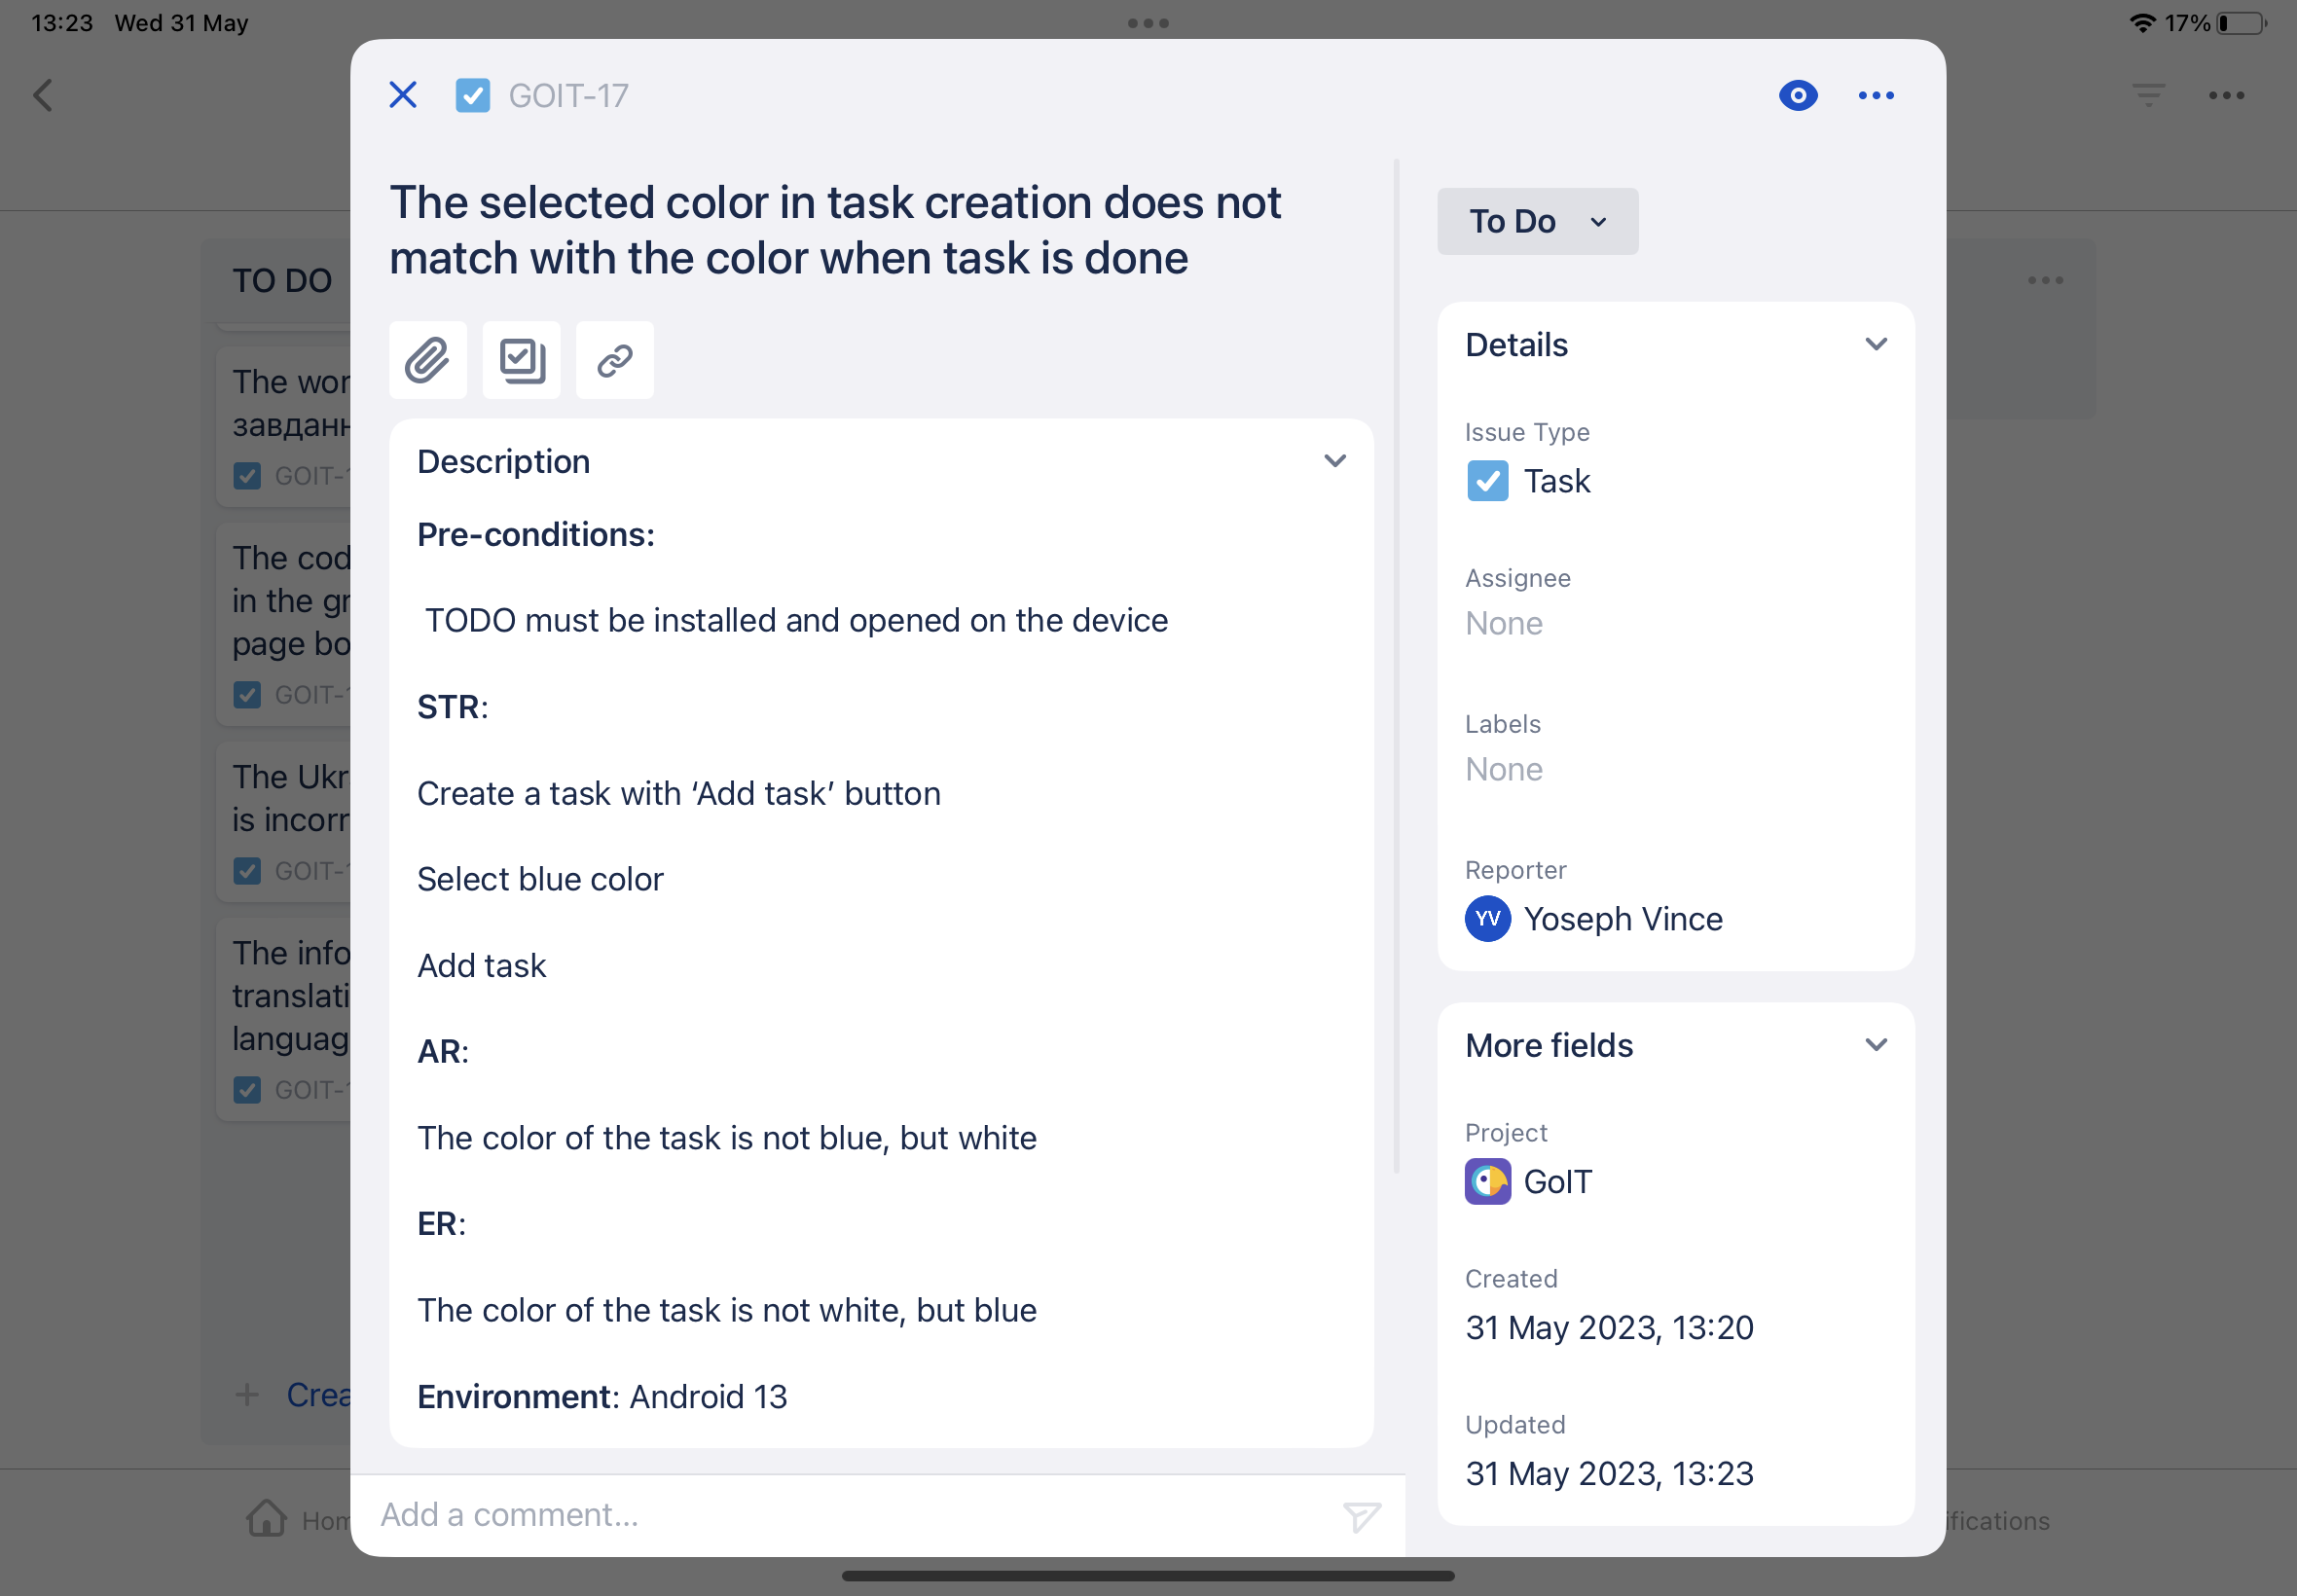 13:23 Wed 31 May
17%
GOIT-17
The selected color in task creation does not
match with the color when task is done
To Do
TO DO
The wor
завданн
GOIT-1
The cod
in the gr
page bo
GOIT-1
The Ukr
is incorr
GOIT-1
The info
translati
languag
GOIT-1
Crea
Description
Pre-conditions:
TODO must be installed and opened on the device
STR:
Create a task with ‘Add task’ button
Select blue color
Add task
AR:
The color of the task is not blue, but white
ER:
The color of the task is not white, but blue
Environment: Android 13
Add a comment...
Details
Issue Type
Task
Assignee
None
Labels
None
Reporter
YV Yoseph Vince
More fields
Project
GoIT
Created
31 May 2023, 13:20
Updated
31 May 2023, 13:23
Hom
ifications